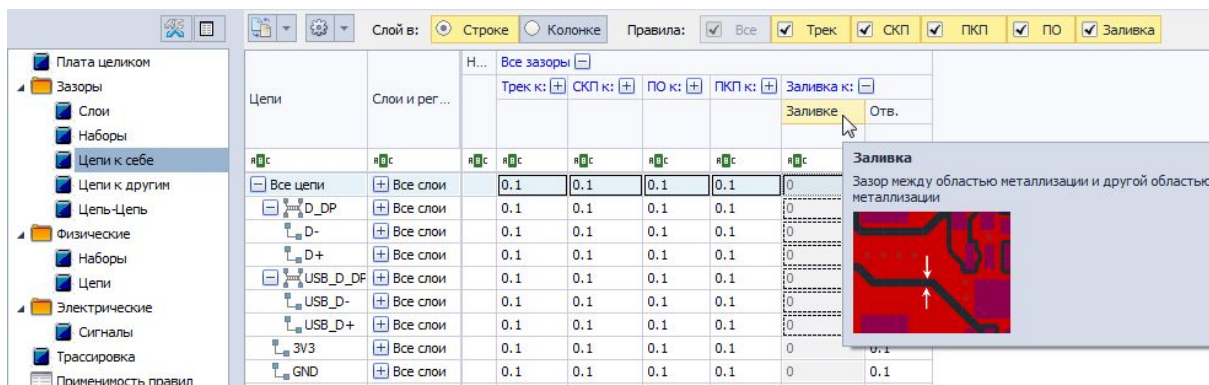 Слой в: Строке Колонке Правила: Все Трек СКП ПКП ПО Заливка
Плата целиком
Зазоры
Слои
Наборы
Цепи к себе
Цепи к другим
Цепь-Цепь
Физические
Наборы
Цепи
Электрические
Сигналы
Трассировка
Применимость правил
Цепи Слои и рег... Н... Все зазоры
Трек к: СКП к: ПО к: ПКП к: Заливка к:
Заливке Отв.
Все цепи Все слои 0.1 0.1 0.1 0.1 0
D_DP Все слои 0.1 0.1 0.1 0.1 0
D- Все слои 0.1 0.1 0.1 0.1 0
D+ Все слои 0.1 0.1 0.1 0.1 0
USB_D_DP Все слои 0.1 0.1 0.1 0.1 0
USB_D- Все слои 0.1 0.1 0.1 0.1 0
USB_D+ Все слои 0.1 0.1 0.1 0.1 0
3V3 Все слои 0.1 0.1 0.1 0.1 0 0.1
GND Все слои 0.1 0.1 0.1 0.1 0 0.1
Заливка
Зазор между областью металлизации и другой областью
металлизации